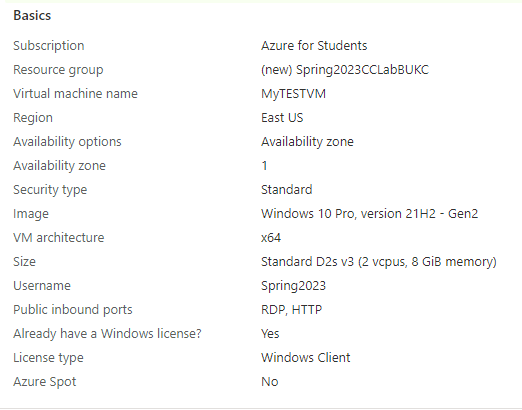 Basics
Subscription Azure for Students
Resource group (new) Spring2023CCLabBUKC
Virtual machine name MyTESTVM
Region East US
Availability options Availability zone
Availability zone 1
Security type Standard
Image Windows 10 Pro, version 21H2 - Gen2
VM architecture x64
Size Standard D2s v3 (2 vcpus, 8 GiB memory)
Username Spring2023
Public inbound ports RDP, HTTP
Already have a Windows license? Yes
License type Windows Client
Azure Spot No